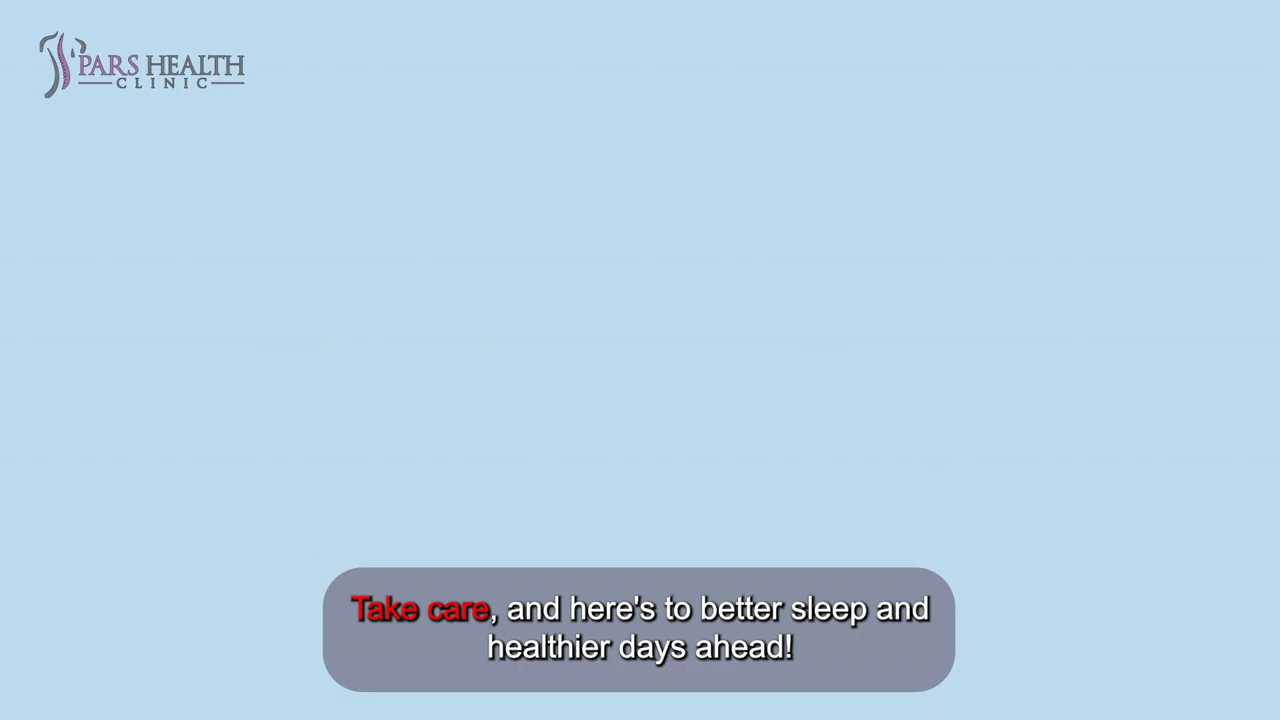 PARS HEALTH
CLINIC
Take care, and here's to better sleep and
healthier days ahead!